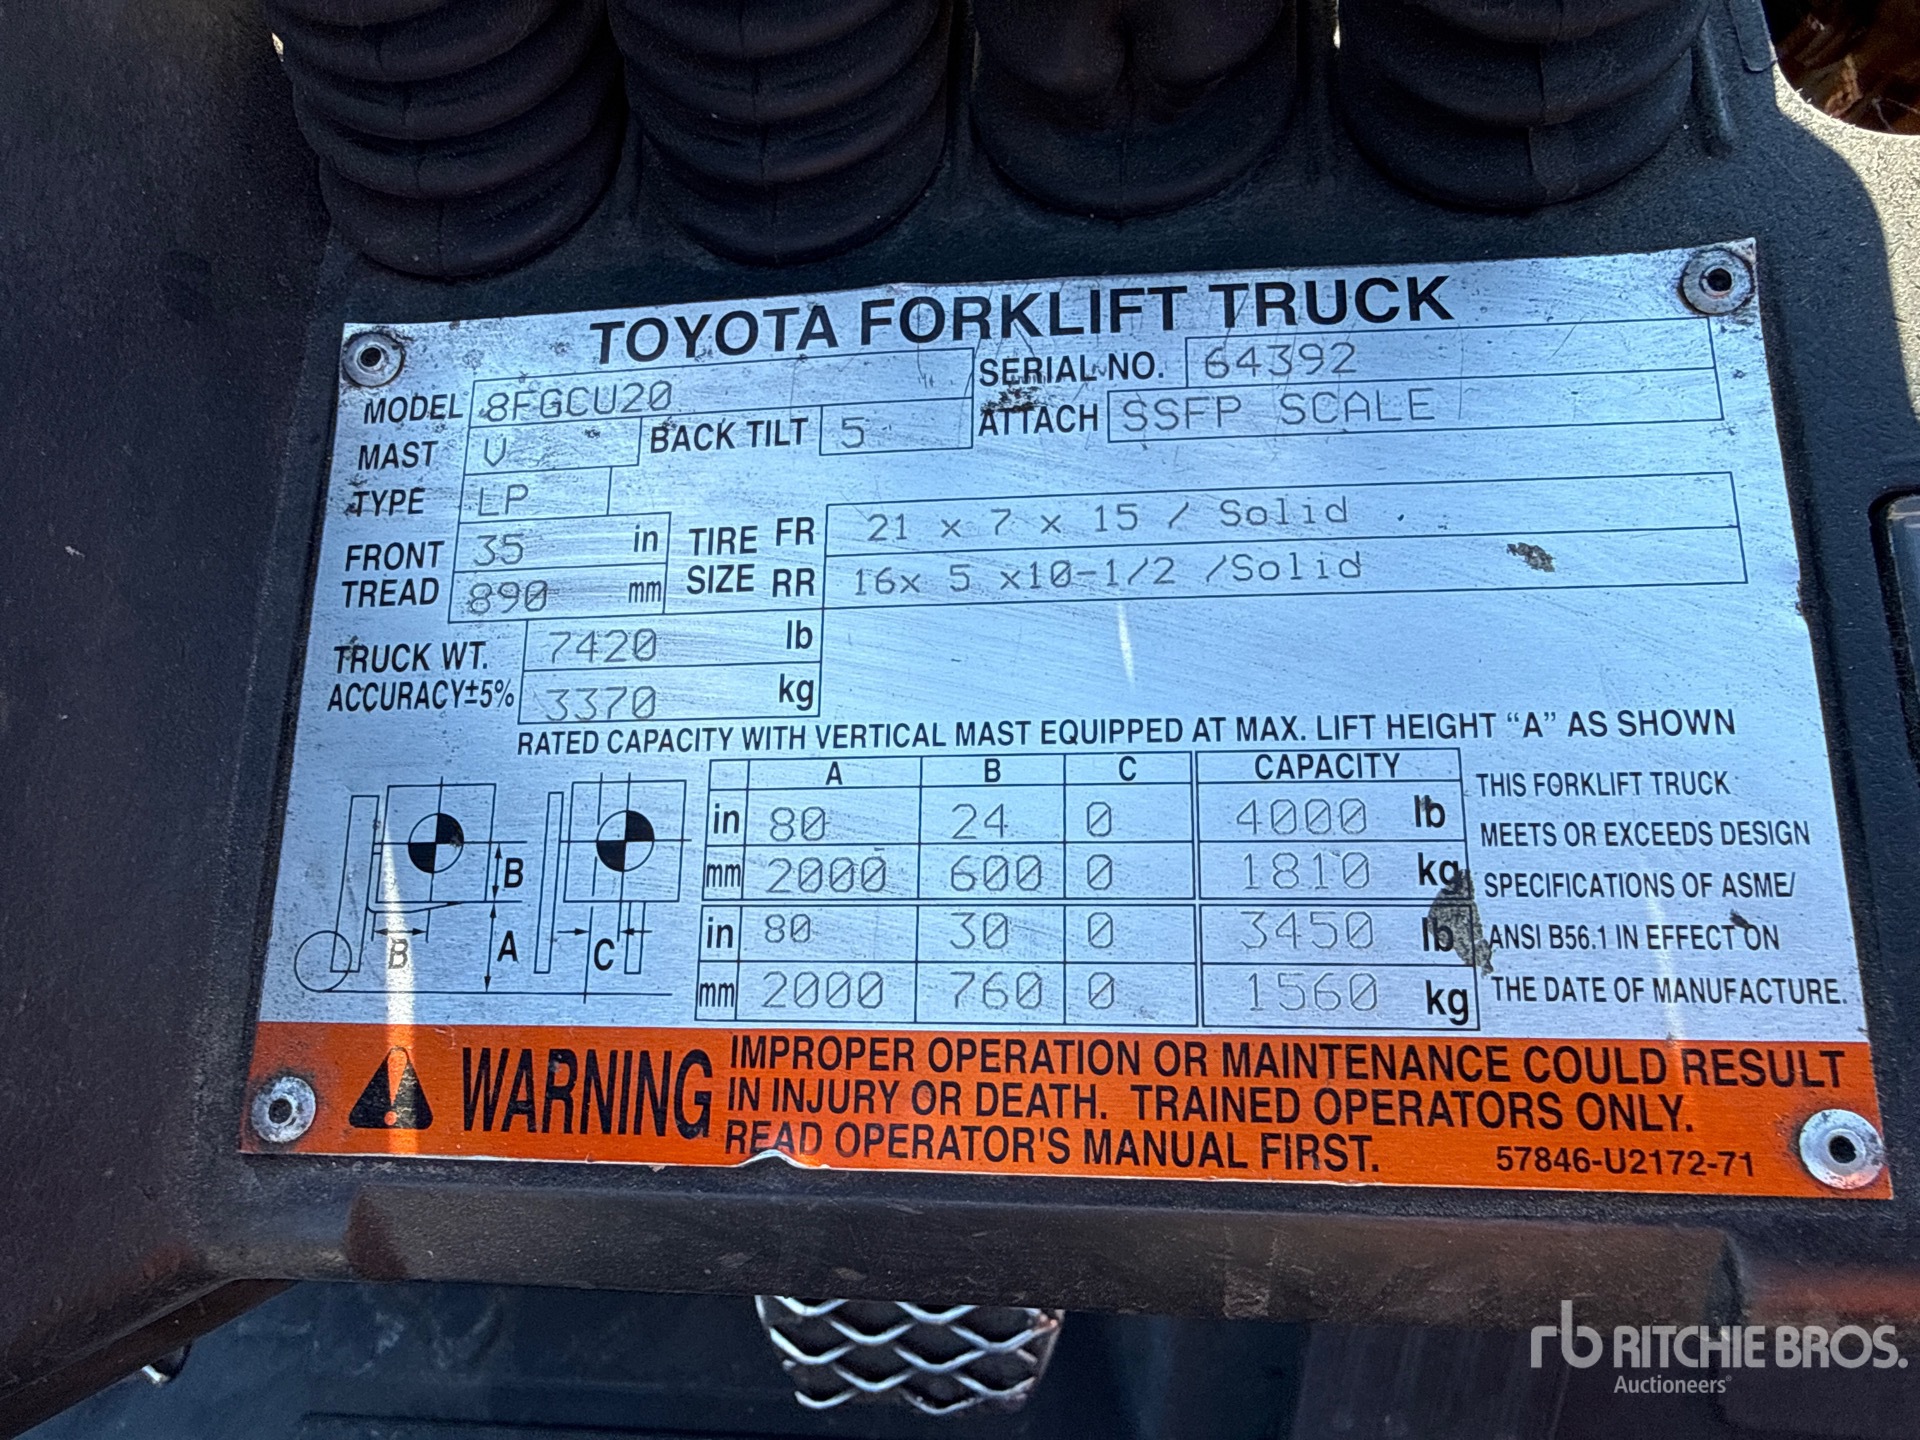 TOYOTA FORKLIFT TRUCK
MODEL 8FGCU20 SERIAL NO. 64392
MAST V BACK TILT 5 ATTACH SSFP SCALE
TYPE LP
FRONT TREAD 35 in TIRE SIZE FR 21 x 7 x 15 / Solid
890 mm RR 16x 5 x10-1/2 /Solid
TRUCK WT. 7420 lb
ACCURACY±5% 3370 kg
RATED CAPACITY WITH VERTICAL MAST EQUIPPED AT MAX. LIFT HEIGHT "A" AS SHOWN
A B C CAPACITY
in 80 24 0 4000 lb
mm 2000 600 0 1810 kg
in 80 30 0 3450 lb
mm 2000 760 0 1560 kg
B
B A C
THIS FORKLIFT TRUCK
MEETS OR EXCEEDS DESIGN
SPECIFICATIONS OF ASME/
ANSI B56.1 IN EFFECT ON
THE DATE OF MANUFACTURE.
WARNING
IMPROPER OPERATION OR MAINTENANCE COULD RESULT
IN INJURY OR DEATH. TRAINED OPERATORS ONLY.
READ OPERATOR'S MANUAL FIRST.
57846-U2172-71
rb RITCHIE BROS.
Auctioneers®